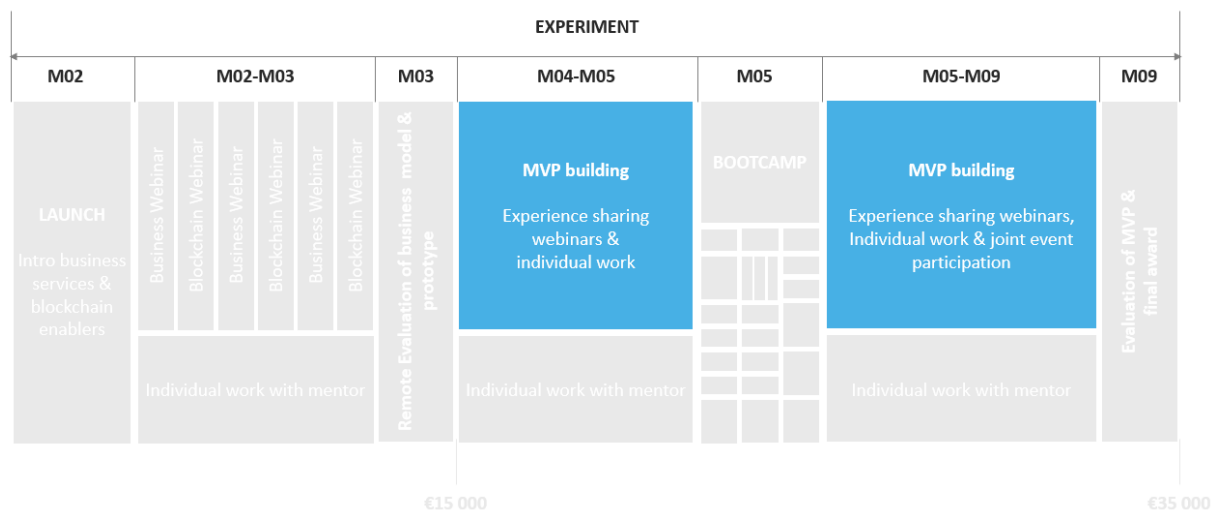 EXPERIMENT
M02
M02-M03
M03
M04-M05
M05
M05-M09
M09
LAUNCH
Intro business
services &
blockchain
enablers
Business Webinar
Blockchain Webinar
Business Webinar
Blockchain Webinar
Business Webinar
Blockchain Webinar
Individual work with mentor
Remote Evaluation of business model &
prototype
MVP building
Experience sharing
webinars &
individual work
Individual work with mentor
BOOTCAMP
MVP building
Experience sharing webinars,
Individual work & joint event
participation
Individual work with mentor
Evaluation of MVP &
final award
€15 000
€35 000